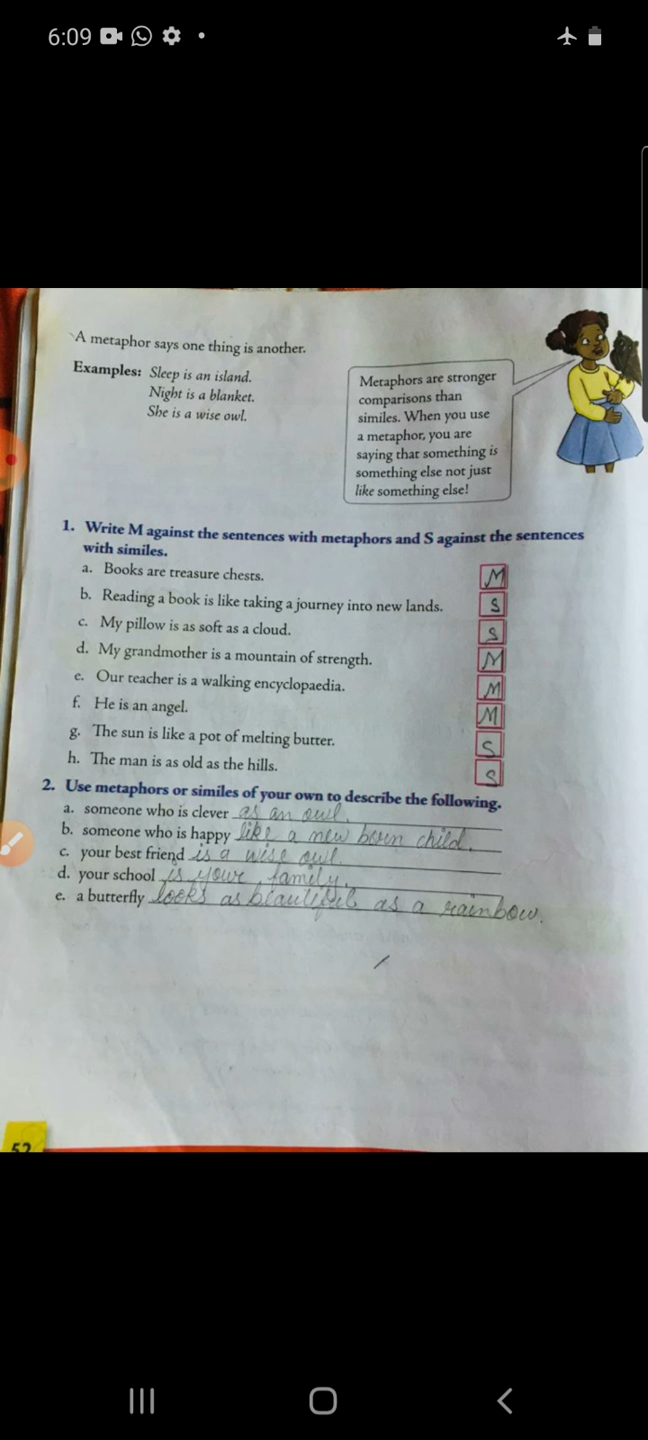 6:09
A metaphor says one thing is another.
Examples: Sleep is an island.
Night is a blanket.
She is a wise owl.
Metaphors are stronger
comparisons than
similes. When you use
a metaphor, you are
saying that something is
something else not just
like something else!
1. Write M against the sentences with metaphors and S against the sentences
with similes.
a. Books are treasure chests. M
b. Reading a book is like taking a journey into new lands. S
c. My pillow is as soft as a cloud. S
d. My grandmother is a mountain of strength. M
e. Our teacher is a walking encyclopaedia. M
f. He is an angel. M
g. The sun is like a pot of melting butter. S
h. The man is as old as the hills. S
2. Use metaphors or similes of your own to describe the following.
a. someone who is clever as an owl.
b. someone who is happy like a new born child.
c. your best friend is a wise owl
d. your school is your family.
e. a butterfly looks as beautiful as a rainbow.
52